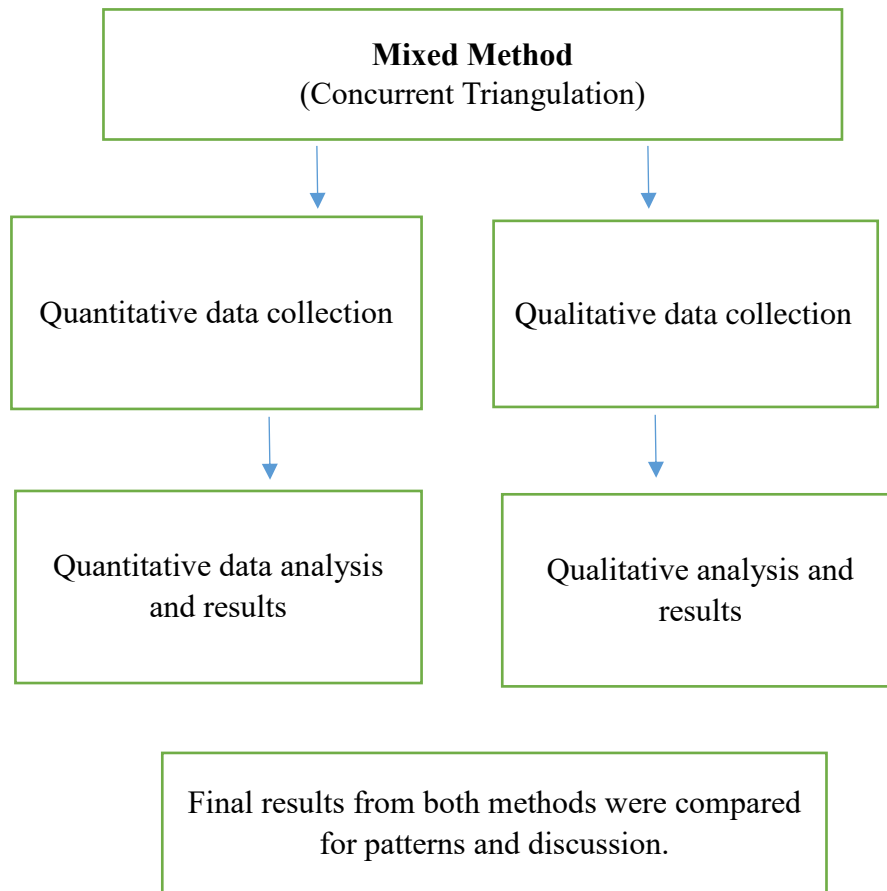 Mixed Method
(Concurrent Triangulation)
Quantitative data collection
Qualitative data collection
Quantitative data analysis
and results
Qualitative analysis and
results
Final results from both methods were compared
for patterns and discussion.